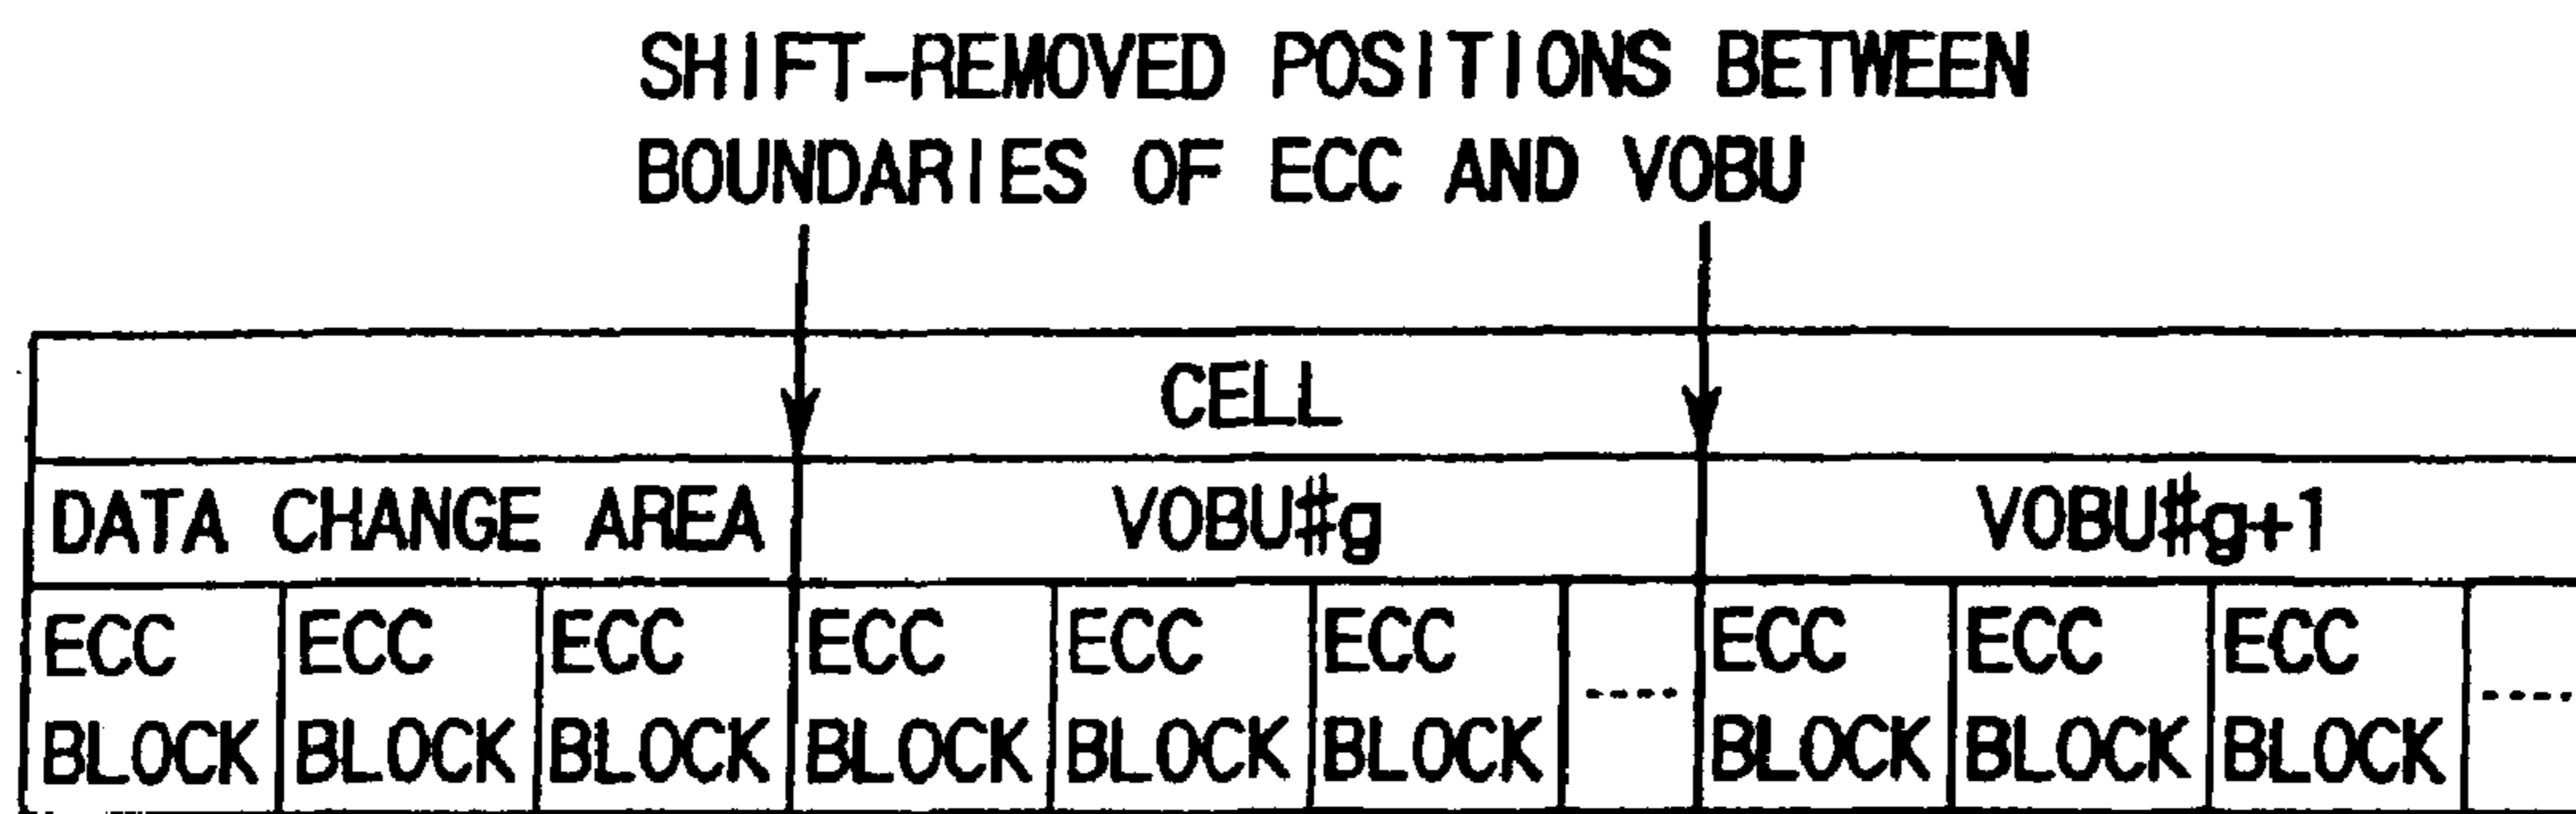 SHIFT-REMOVED POSITIONS BETWEEN
BOUNDARIES OF ECC AND VOBU
CELL
DATA CHANGE AREA VOBU#g VOBU#g+1
ECC ECC ECC ECC ECC ECC ECC ECC ECC
BLOCK BLOCK BLOCK BLOCK BLOCK BLOCK BLOCK BLOCK BLOCK